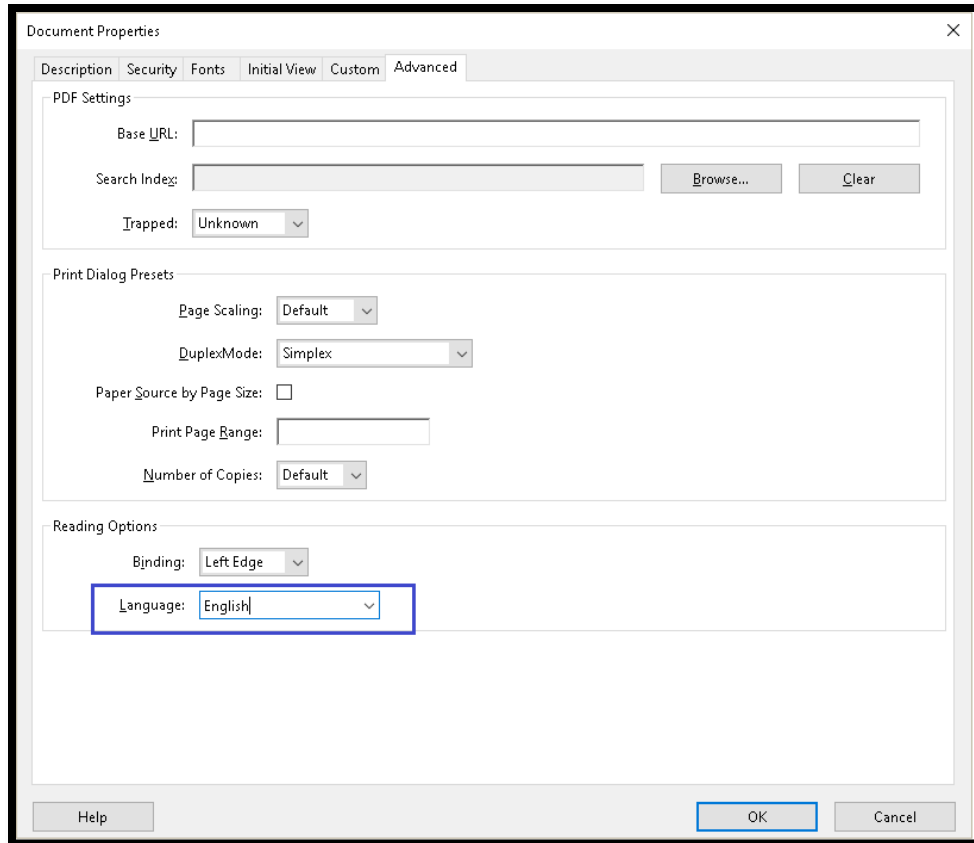 Document Properties
Description Security Fonts Initial View Custom Advanced
PDF Settings
Base URL:
Search Index: Browse... Clear
Trapped: Unknown
Print Dialog Presets
Page Scaling: Default
DuplexMode: Simplex
Paper Source by Page Size:
Print Page Range:
Number of Copies: Default
Reading Options
Binding: Left Edge
Language: English
Help OK Cancel